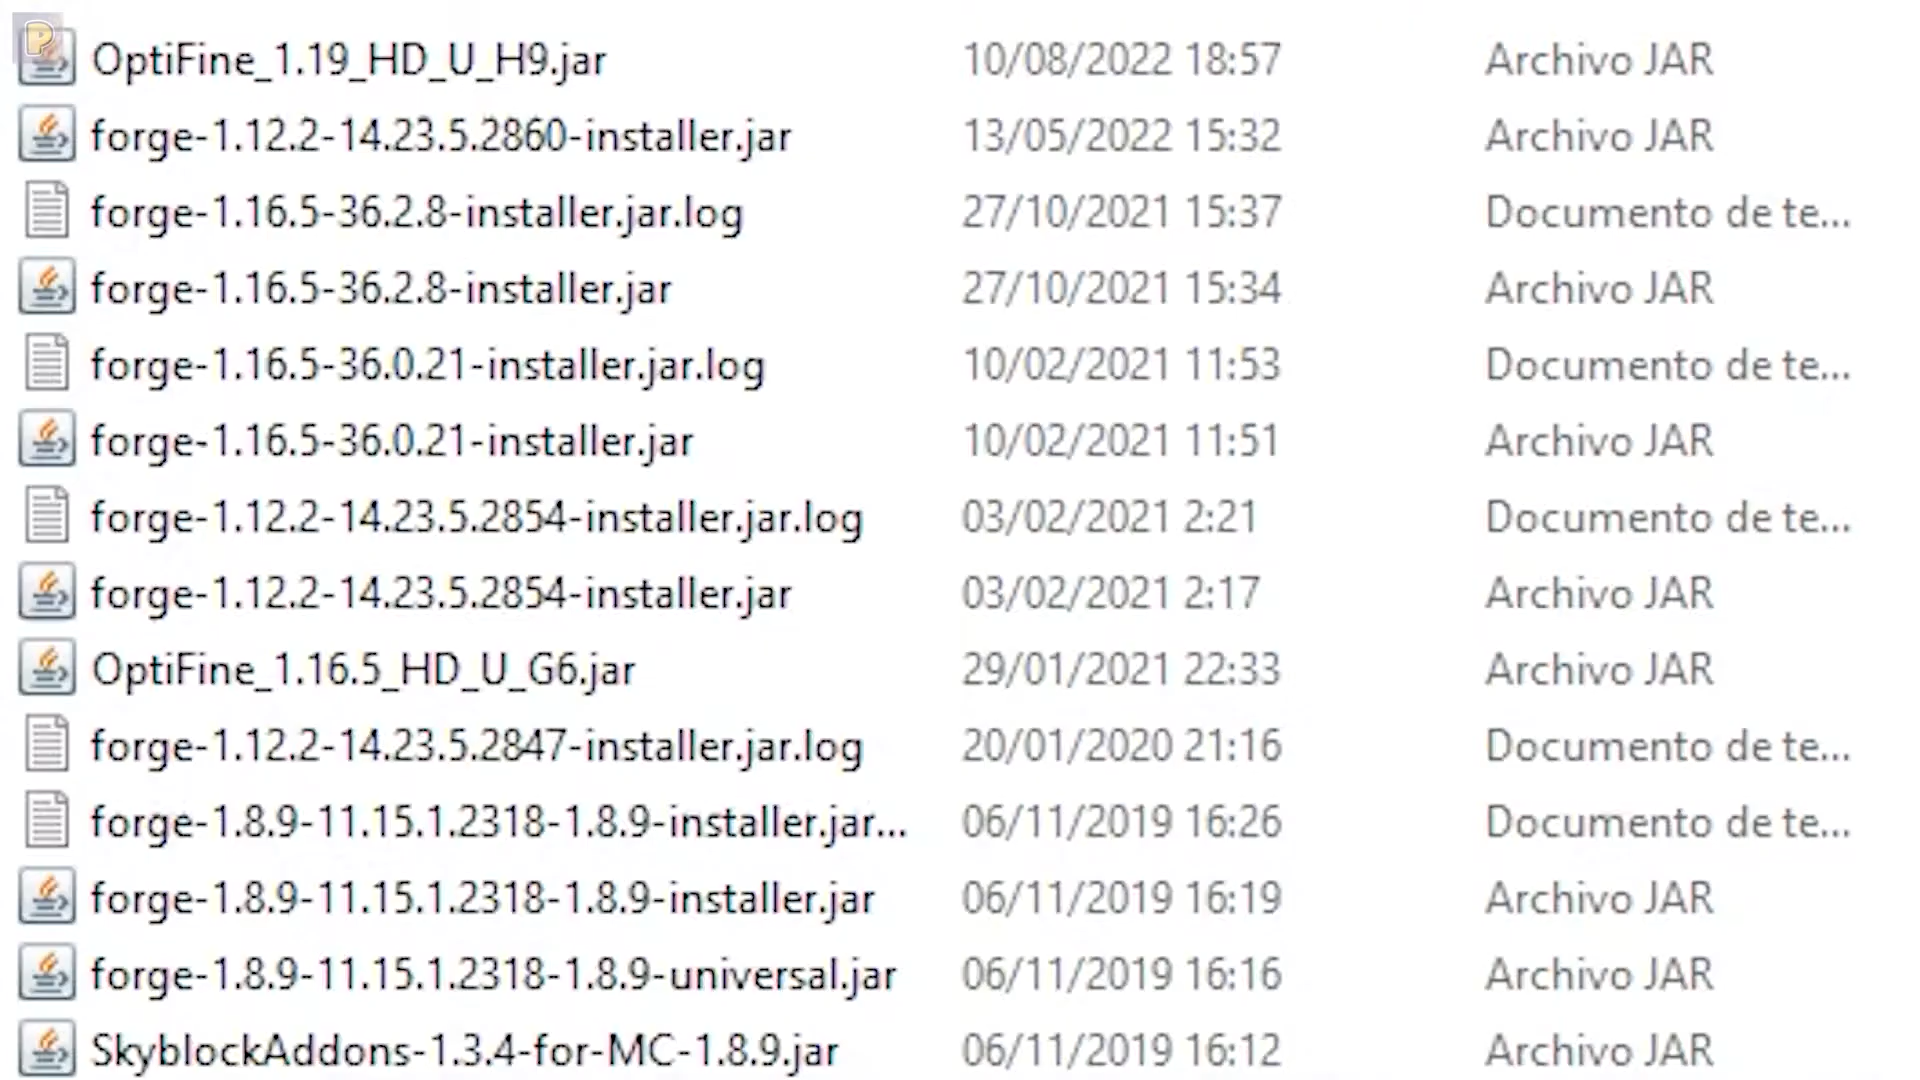 P
OptiFine_1.19_HD_U_H9.jar 10/08/2022 18:57 Archivo JAR
forge-1.12.2-14.23.5.2860-installer.jar 13/05/2022 15:32 Archivo JAR
forge-1.16.5-36.2.8-installer.jar.log 27/10/2021 15:37 Documento de te...
forge-1.16.5-36.2.8-installer.jar 27/10/2021 15:34 Archivo JAR
forge-1.16.5-36.0.21-installer.jar.log 10/02/2021 11:53 Documento de te...
forge-1.16.5-36.0.21-installer.jar 10/02/2021 11:51 Archivo JAR
forge-1.12.2-14.23.5.2854-installer.jar.log 03/02/2021 2:21 Documento de te...
forge-1.12.2-14.23.5.2854-installer.jar 03/02/2021 2:17 Archivo JAR
OptiFine_1.16.5_HD_U_G6.jar 29/01/2021 22:33 Archivo JAR
forge-1.12.2-14.23.5.2847-installer.jar.log 20/01/2020 21:16 Documento de te...
forge-1.8.9-11.15.1.2318-1.8.9-installer.jar... 06/11/2019 16:26 Documento de te...
forge-1.8.9-11.15.1.2318-1.8.9-installer.jar 06/11/2019 16:19 Archivo JAR
forge-1.8.9-11.15.1.2318-1.8.9-universal.jar 06/11/2019 16:16 Archivo JAR
SkyblockAddons-1.3.4-for-MC-1.8.9.jar 06/11/2019 16:12 Archivo JAR